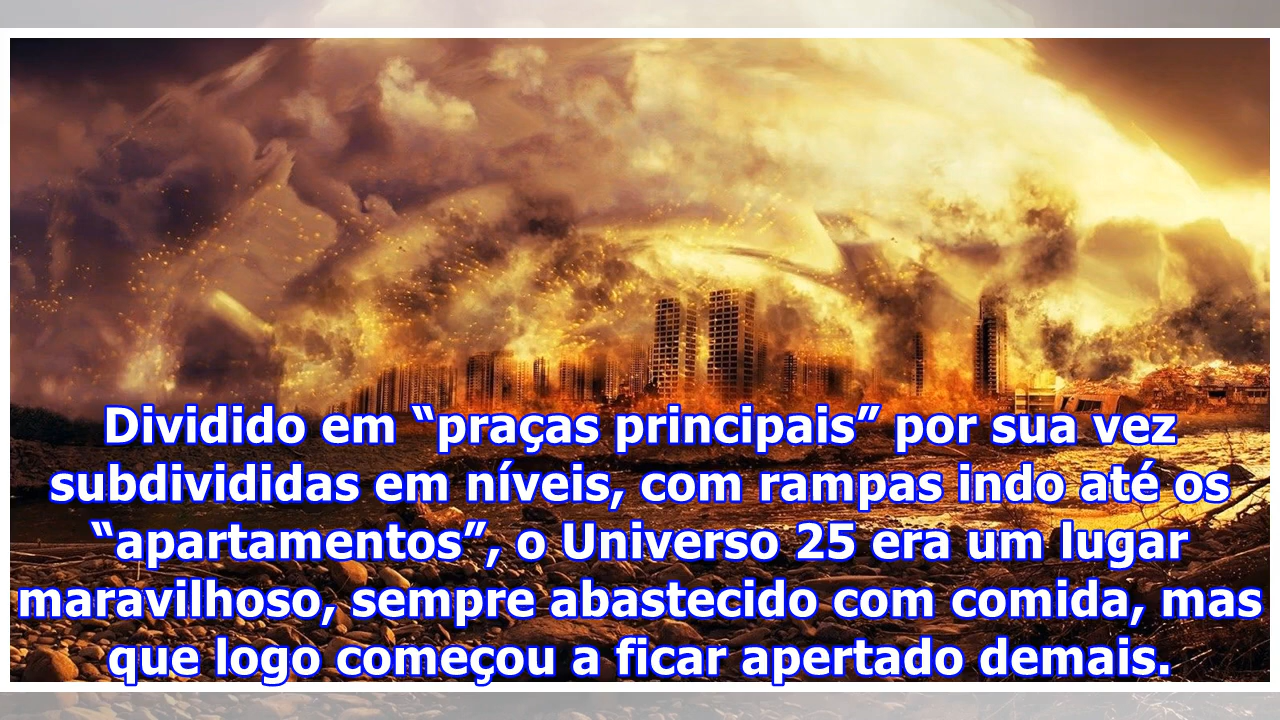 Dividido em “praças principais” por sua vez
subdivididas em níveis, com rampas indo até os
“apartamentos”, o Universo 25 era um lugar
maravilhoso, sempre abastecido com comida, mas
que logo começou a ficar apertado demais.